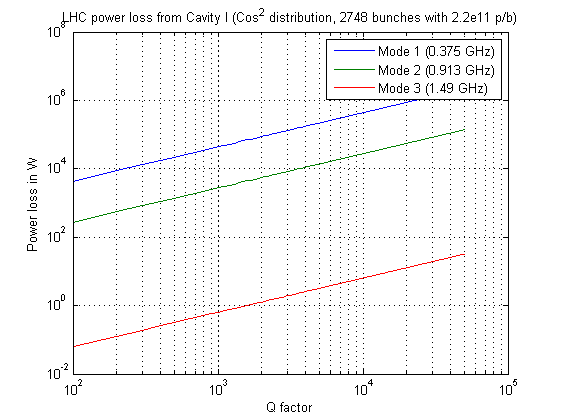 LHC power loss from Cavity I (Cos² distribution, 2748 bunches with 2.2e11 p/b)
10⁸
Mode 1 (0.375 GHz)
Mode 2 (0.913 GHz)
Mode 3 (1.49 GHz)
10⁶
10⁴
10²
10⁰
10⁻²
Power loss in W
10² 10³ 10⁴ 10⁵
Q factor